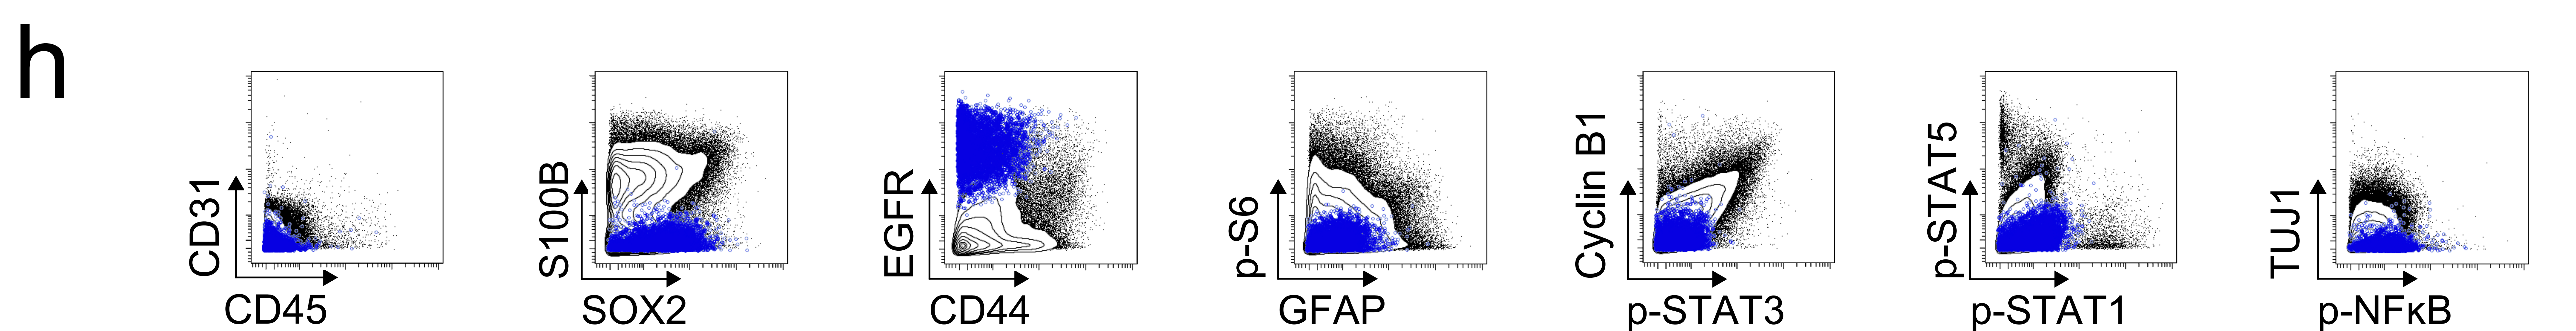 h
CD31
CD45
S100B
SOX2
EGFR
CD44
p-S6
GFAP
Cyclin B1
p-STAT3
p-STAT5
p-STAT1
TUJ1
p-NFκB